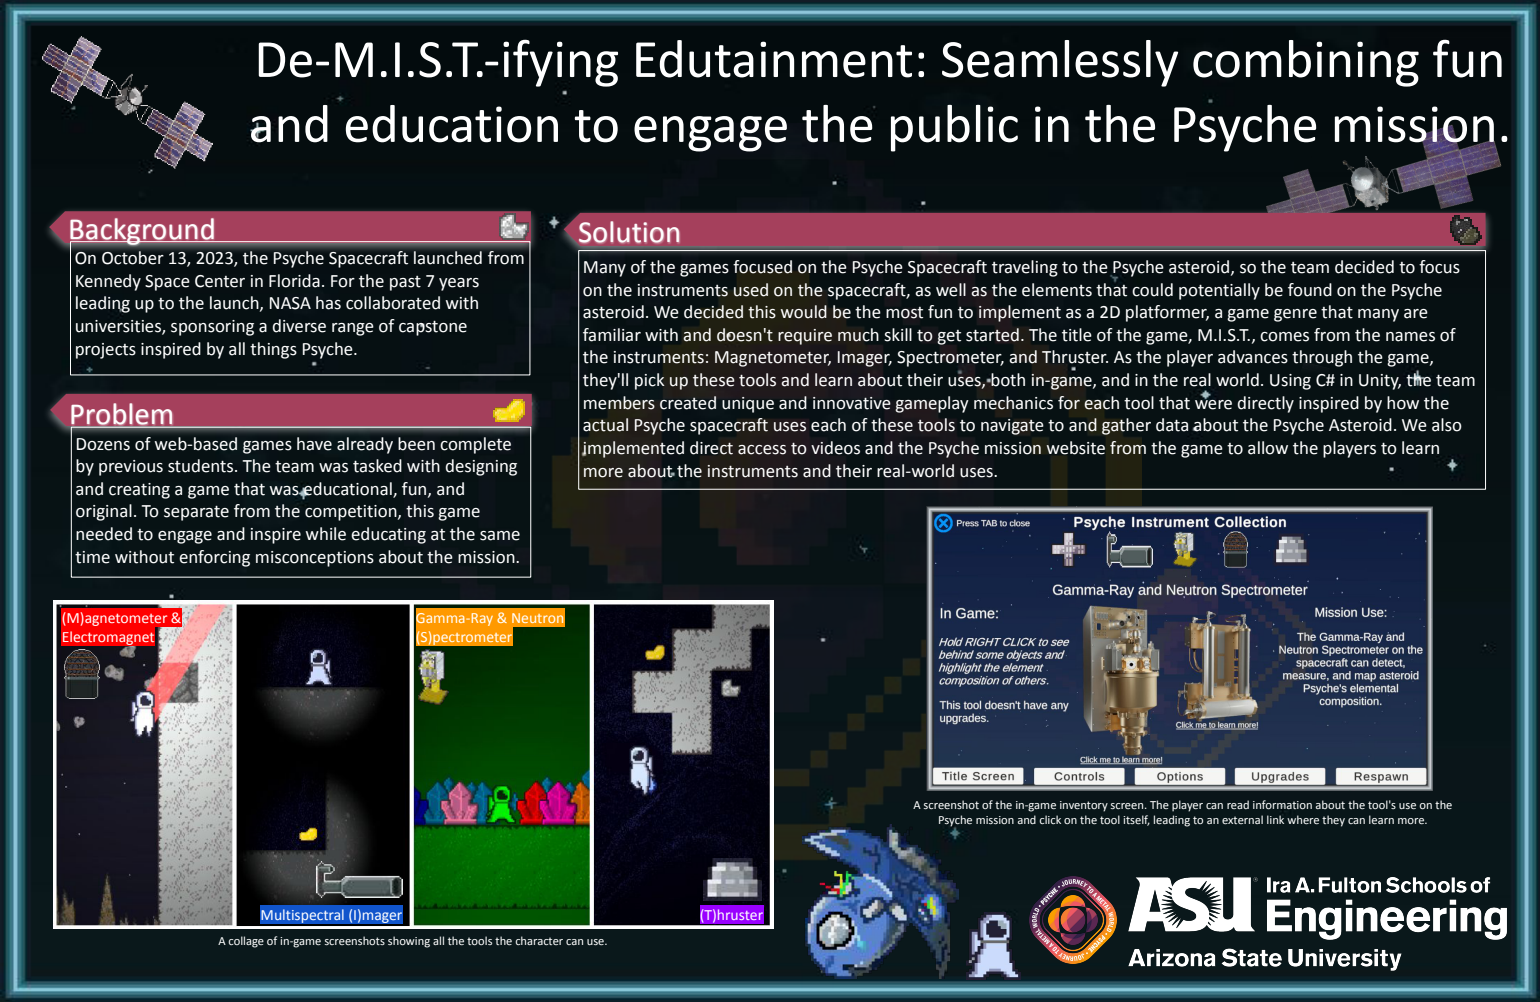 De-M.I.S.T.-ifying Edutainment: Seamlessly combining fun
and education to engage the public in the Psyche mission.
Background
On October 13, 2023, the Psyche Spacecraft launched from
Kennedy Space Center in Florida. For the past 7 years
leading up to the launch, NASA has collaborated with
universities, sponsoring a diverse range of capstone
projects inspired by all things Psyche.
Problem
Dozens of web-based games have already been complete
by previous students. The team was tasked with designing
and creating a game that was educational, fun, and
original. To separate from the competition, this game
needed to engage and inspire while educating at the same
time without enforcing misconceptions about the mission.
Solution
Many of the games focused on the Psyche Spacecraft traveling to the Psyche asteroid, so the team decided to focus
on the instruments used on the spacecraft, as well as the elements that could potentially be found on the Psyche
asteroid. We decided this would be the most fun to implement as a 2D platformer, a game genre that many are
familiar with and doesn't require much skill to get started. The title of the game, M.I.S.T., comes from the names of
the instruments: Magnetometer, Imager, Spectrometer, and Thruster. As the player advances through the game,
they'll pick up these tools and learn about their uses, both in-game, and in the real world. Using C# in Unity, the team
members created unique and innovative gameplay mechanics for each tool that were directly inspired by how the
actual Psyche spacecraft uses each of these tools to navigate to and gather data about the Psyche Asteroid. We also
implemented direct access to videos and the Psyche mission website from the game to allow the players to learn
more about the instruments and their real-world uses.
(M)agnetometer &
Electromagnet
Multispectral (I)mager
Gamma-Ray & Neutron
(S)pectrometer
(T)hruster
A collage of in-game screenshots showing all the tools the character can use.
Press TAB to close
Psyche Instrument Collection
Gamma-Ray and Neutron Spectrometer
In Game:
Hold RIGHT CLICK to see
behind some objects and
highlight the element
composition of others.
This tool doesn't have any
upgrades.
Click me to learn more!
Click me to learn more!
Mission Use:
The Gamma-Ray and
Neutron Spectrometer on the
spacecraft can detect,
measure, and map asteroid
Psyche's elemental
composition.
Title Screen
Controls
Options
Upgrades
Respawn
A screenshot of the in-game inventory screen. The player can read information about the tool's use on the
Psyche mission and click on the tool itself, leading to an external link where they can learn more.
PSYCHE • JOURNEY TO A METAL WORLD • PSYCHE • JOURNEY TO A METAL WORLD
ASU
Ira A. Fulton Schools of
Engineering
Arizona State University